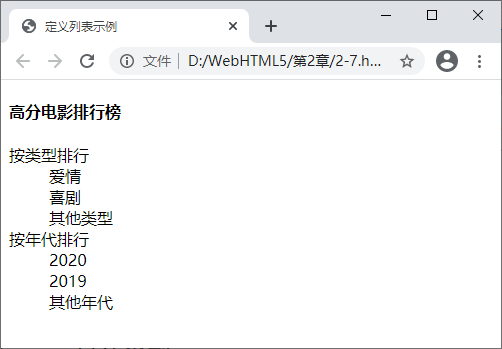 定义列表示例
文件 D:/WebHTML5/第2章/2-7.h...
高分电影排行榜
按类型排行
爱情
喜剧
其他类型
按年代排行
2020
2019
其他年代